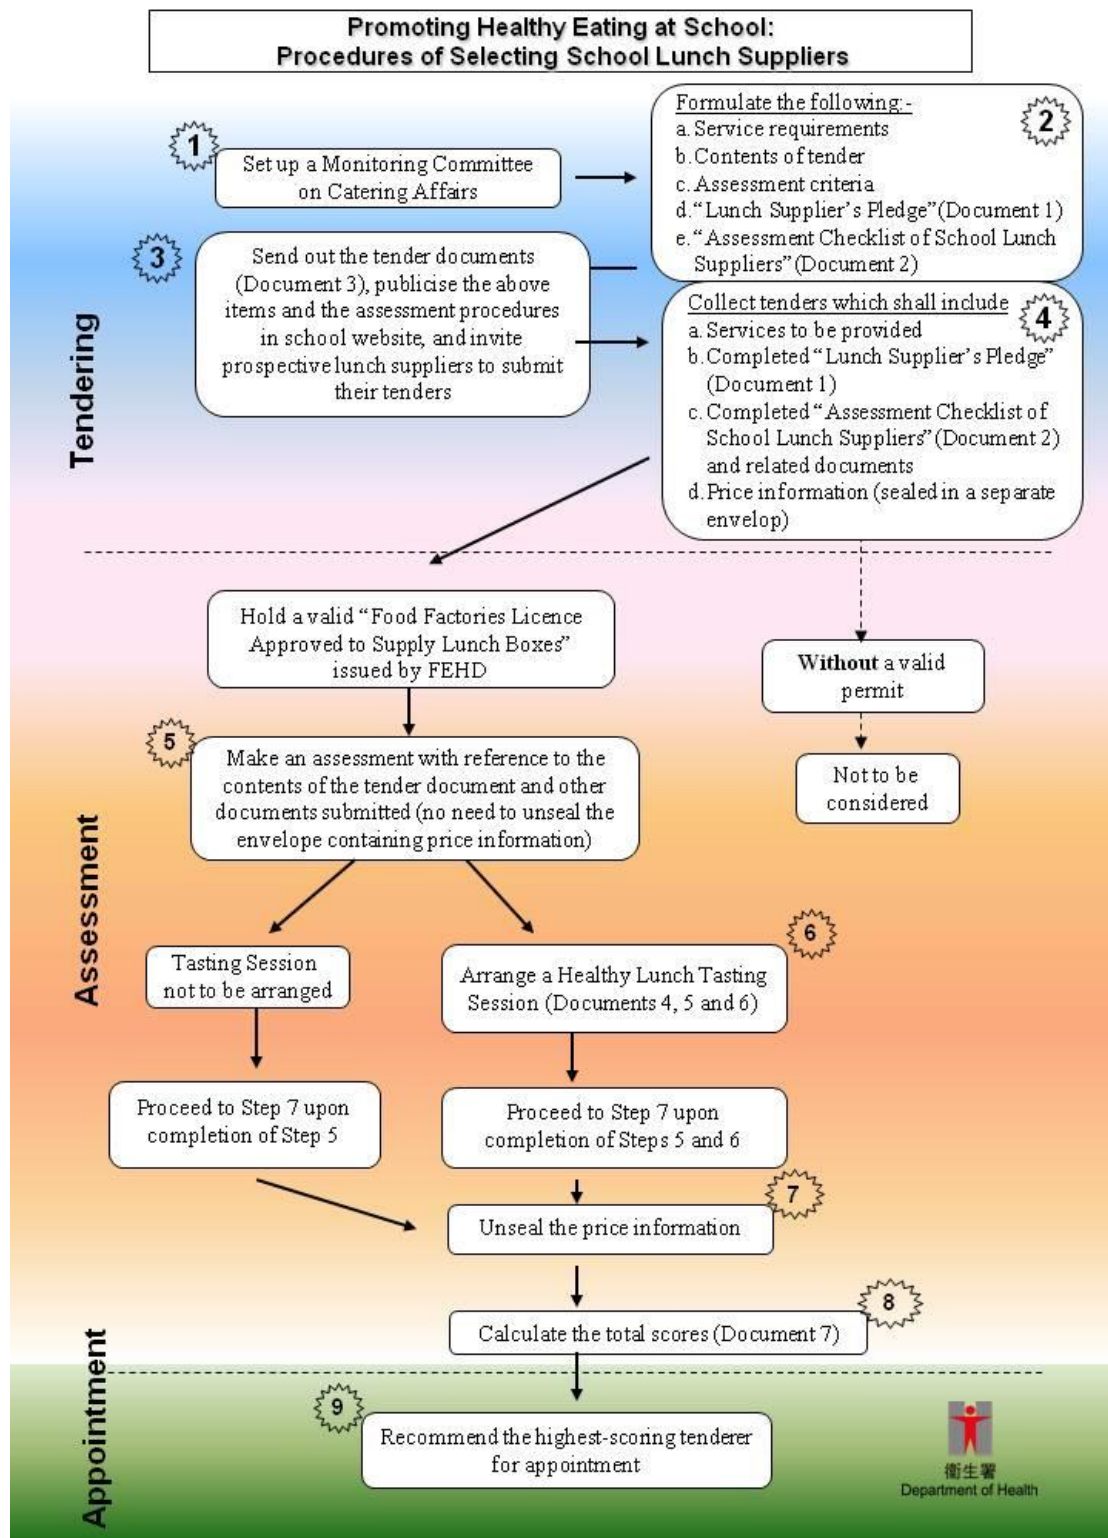 Promoting Healthy Eating at School:
Procedures of Selecting School Lunch Suppliers
1
Set up a Monitoring Committee
on Catering Affairs
2
Formulate the following:-
a. Service requirements
b. Contents of tender
c. Assessment criteria
d. “Lunch Supplier’s Pledge” (Document 1)
e. “Assessment Checklist of School Lunch
Suppliers” (Document 2)
3
Send out the tender documents
(Document 3), publicise the above
items and the assessment procedures
in school website, and invite
prospective lunch suppliers to submit
their tenders
4
Collect tenders which shall include
a. Services to be provided
b. Completed “Lunch Supplier’s Pledge”
(Document 1)
c. Completed “Assessment Checklist of
School Lunch Suppliers” (Document 2)
and related documents
d. Price information (sealed in a separate
envelop)
Tendering
Hold a valid “Food Factories Licence
Approved to Supply Lunch Boxes”
issued by FEHD
Without a valid
permit
Not to be
considered
5
Make an assessment with reference to the
contents of the tender document and other
documents submitted (no need to unseal the
envelope containing price information)
Assessment
Tasting Session
not to be arranged
6
Arrange a Healthy Lunch Tasting
Session (Documents 4, 5 and 6)
Proceed to Step 7 upon
completion of Step 5
Proceed to Step 7 upon
completion of Steps 5 and 6
7
Unseal the price information
8
Calculate the total scores (Document 7)
Appointment
9
Recommend the highest-scoring tenderer
for appointment
衞生署
Department of Health